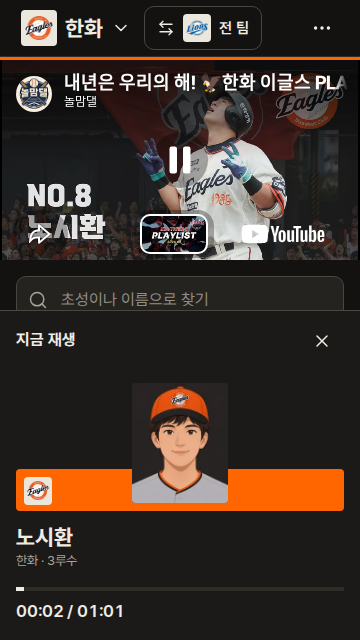 Eagles
한화
Lions
전 팀
놀맘댈
내년은 우리의 해! 🦅 한화 이글스 PLA
놀맘댈
Eagles
Eagles
NO.8
노시환
PLAYLIST
YouTube
초성이나 이름으로 찾기
지금 재생
Eagles
노시환
한화 · 3루수
00:02 / 01:01